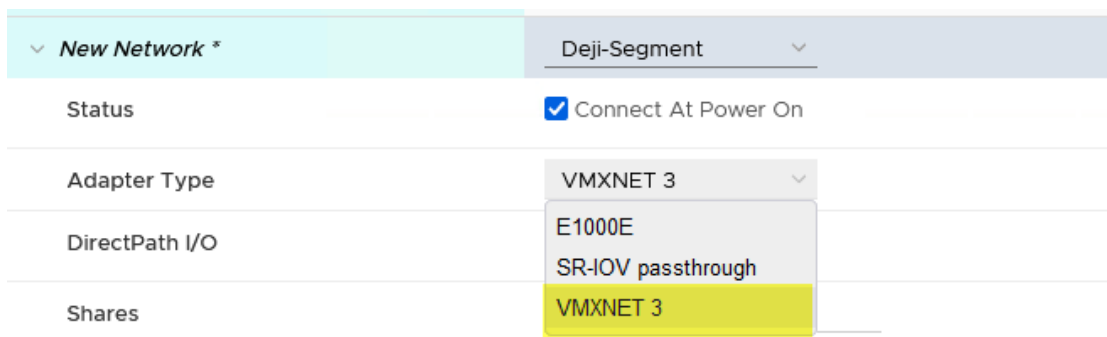 New Network * Deji-Segment
Status Connect At Power On
Adapter Type VMXNET 3
E1000E
DirectPath I/O
SR-IOV passthrough
VMXNET 3
Shares